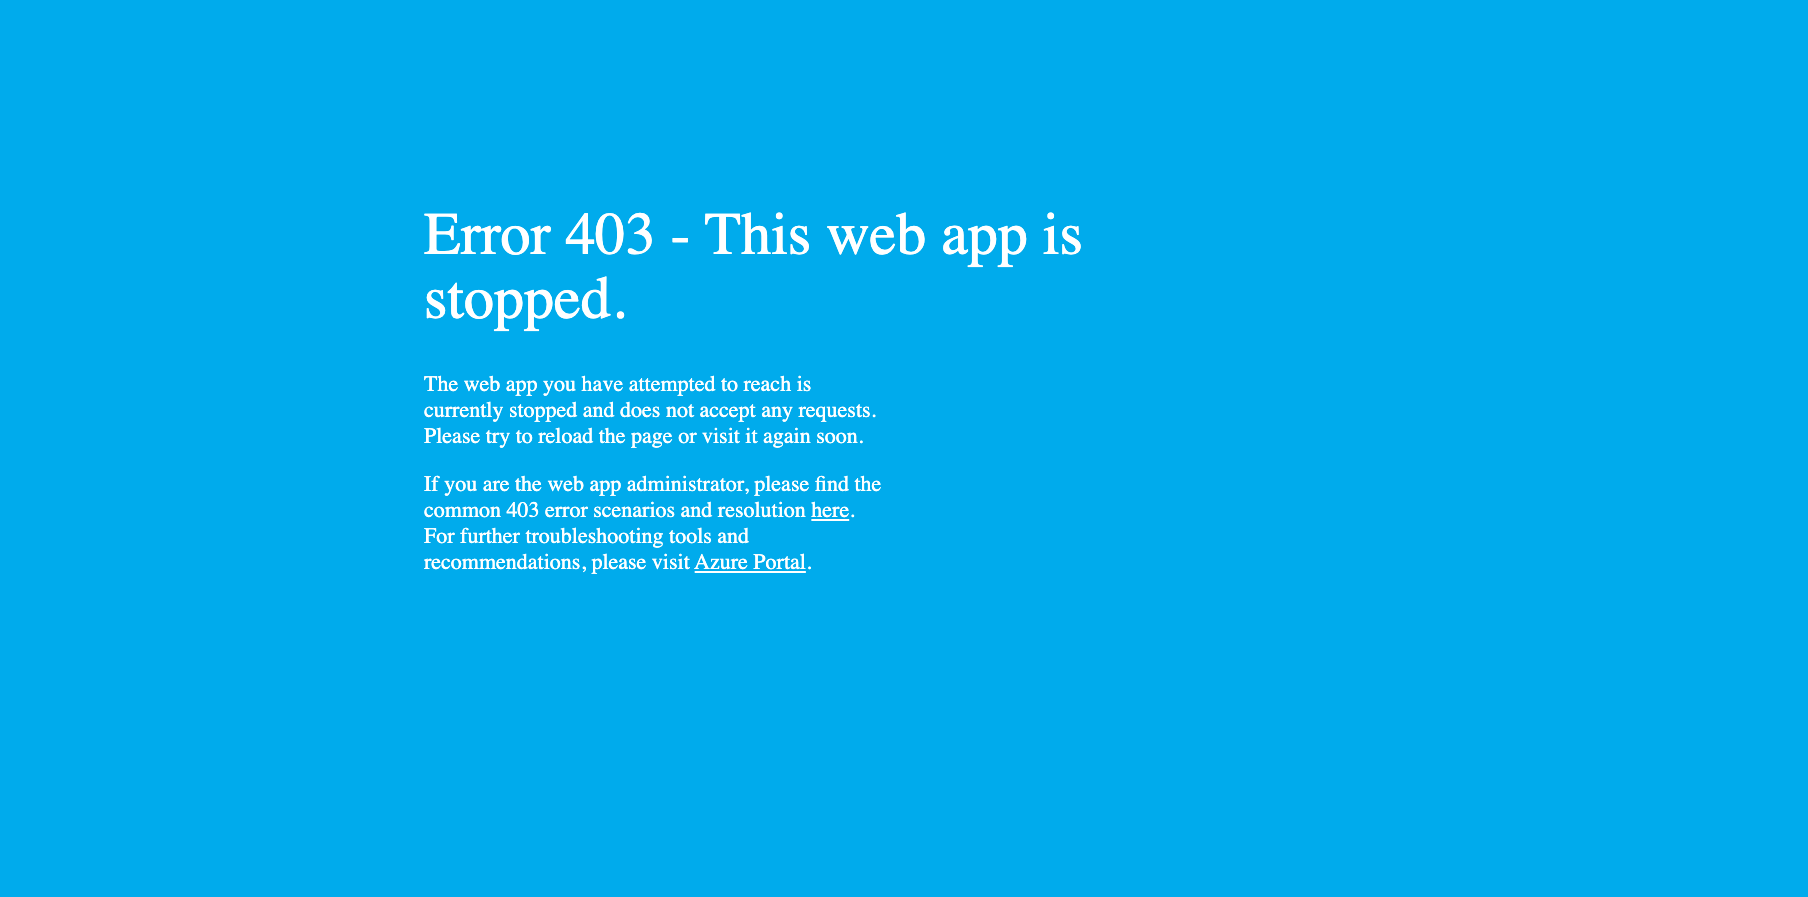 Error 403 - This web app is
stopped.
The web app you have attempted to reach is
currently stopped and does not accept any requests.
Please try to reload the page or visit it again soon.
If you are the web app administrator, please find the
common 403 error scenarios and resolution here.
For further troubleshooting tools and
recommendations, please visit Azure Portal.